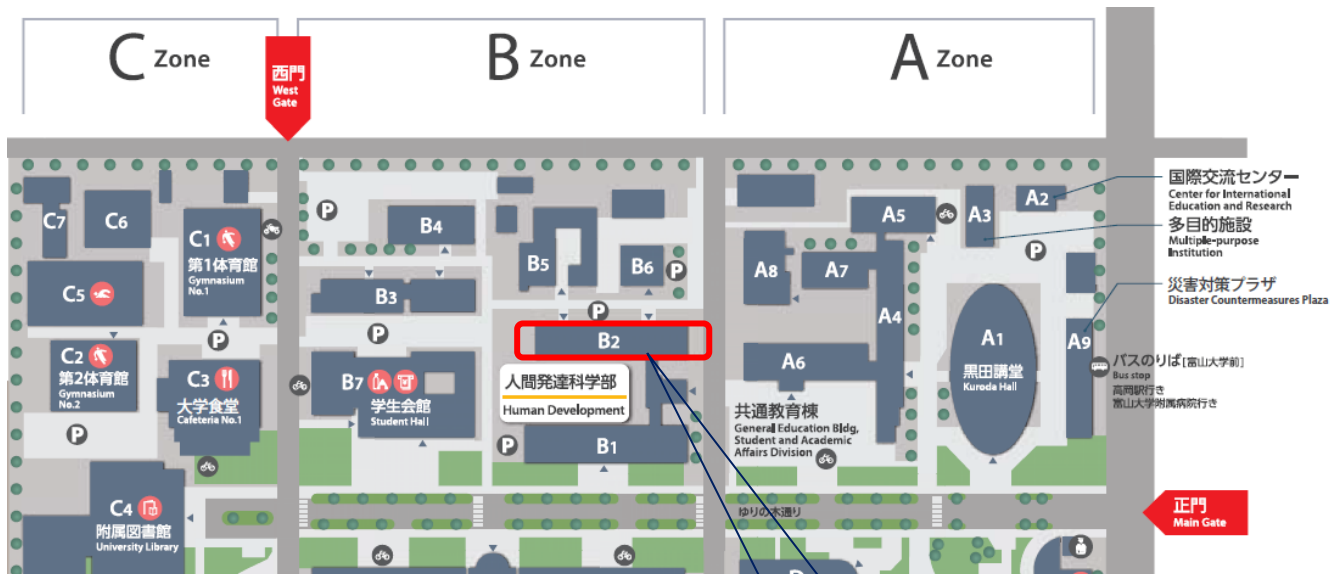 C Zone
B Zone
A Zone
西門
West
Gate
国際交流センター
Center for International
Education and Research
多目的施設
Multiple-purpose
Institution
災害対策プラザ
Disaster Countermeasures Plaza
バスのりば[富山大学前]
Bus stop
高岡駅行き
富山大学附属病院行き
正門
Main Gate
C7
C6
C1
第1体育館
Gymnasium
No.1
C5
C2
第2体育館
Gymnasium
No.2
P
C3
大学食堂
Cafeteria No.1
P
C4
附属図書館
University Library
P
B4
B5
B6
P
B3
P
P
B2
B7
学生会館
Student Hall
人間発達科学部
Human Development
P
B1
A5
A3
A2
P
A8
A7
A4
A1
黒田講堂
Kuroda Hall
A9
A6
共通教育棟
General Education Bldg,
Student and Academic
Affairs Division
ゆりの木通り